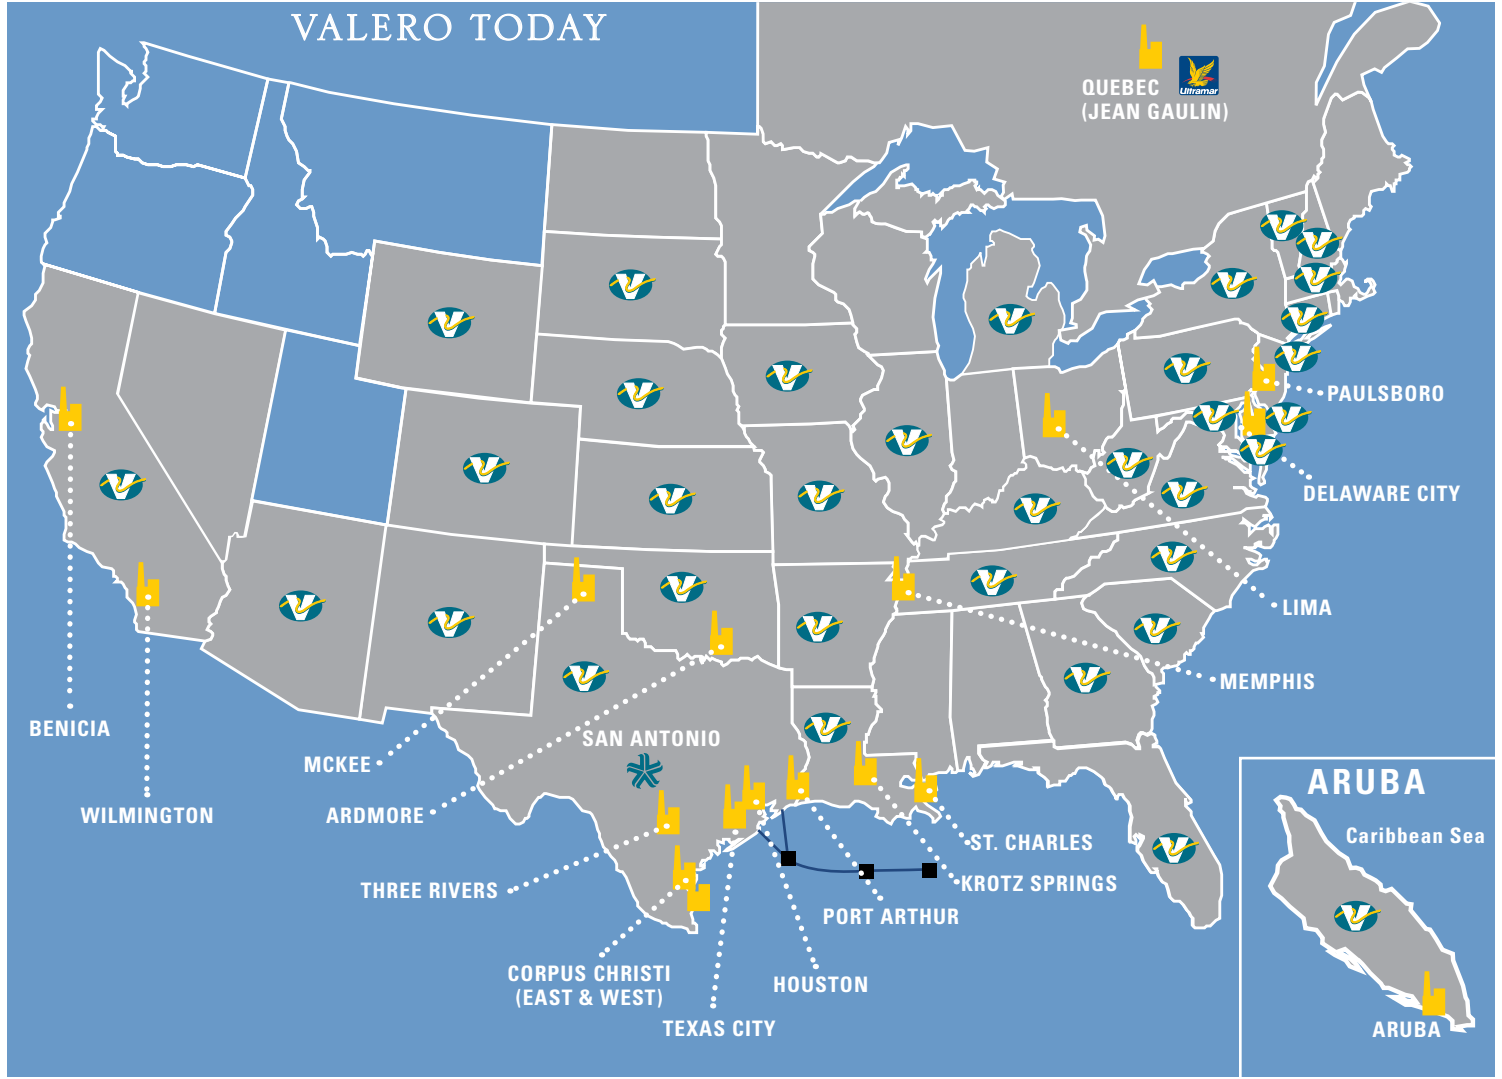 VALERO TODAY
QUEBEC
(JEAN GAULIN)
Ultramar
PAULSBORO
DELAWARE CITY
LIMA
MEMPHIS
BENICIA
WILMINGTON
MCKEE
ARDMORE
SAN ANTONIO
THREE RIVERS
CORPUS CHRISTI
(EAST & WEST)
TEXAS CITY
HOUSTON
PORT ARTHUR
KROTZ SPRINGS
ST. CHARLES
ARUBA
Caribbean Sea
ARUBA